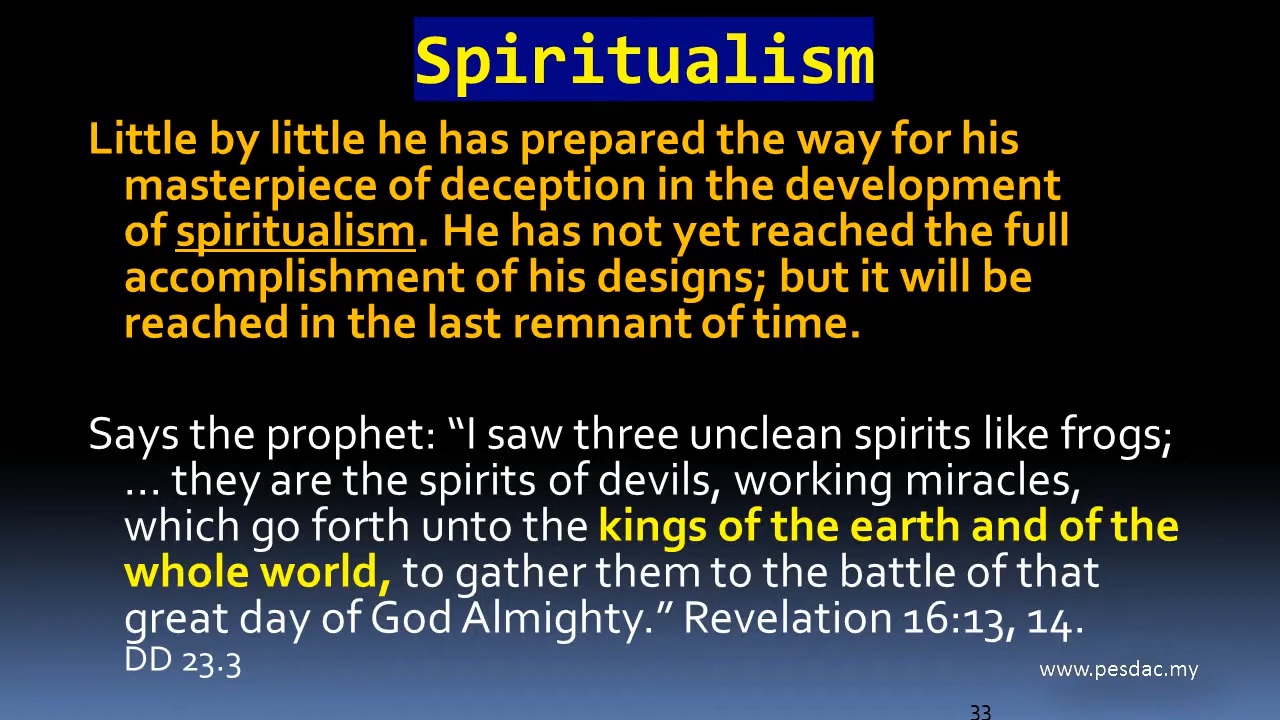 Spiritualism
Little by little he has prepared the way for his
masterpiece of deception in the development
of spiritualism. He has not yet reached the full
accomplishment of his designs; but it will be
reached in the last remnant of time.
Says the prophet: “I saw three unclean spirits like frogs;
... they are the spirits of devils, working miracles,
which go forth unto the kings of the earth and of the
whole world, to gather them to the battle of that
great day of God Almighty.” Revelation 16:13, 14.
DD 23.3
www.pesdac.my
33